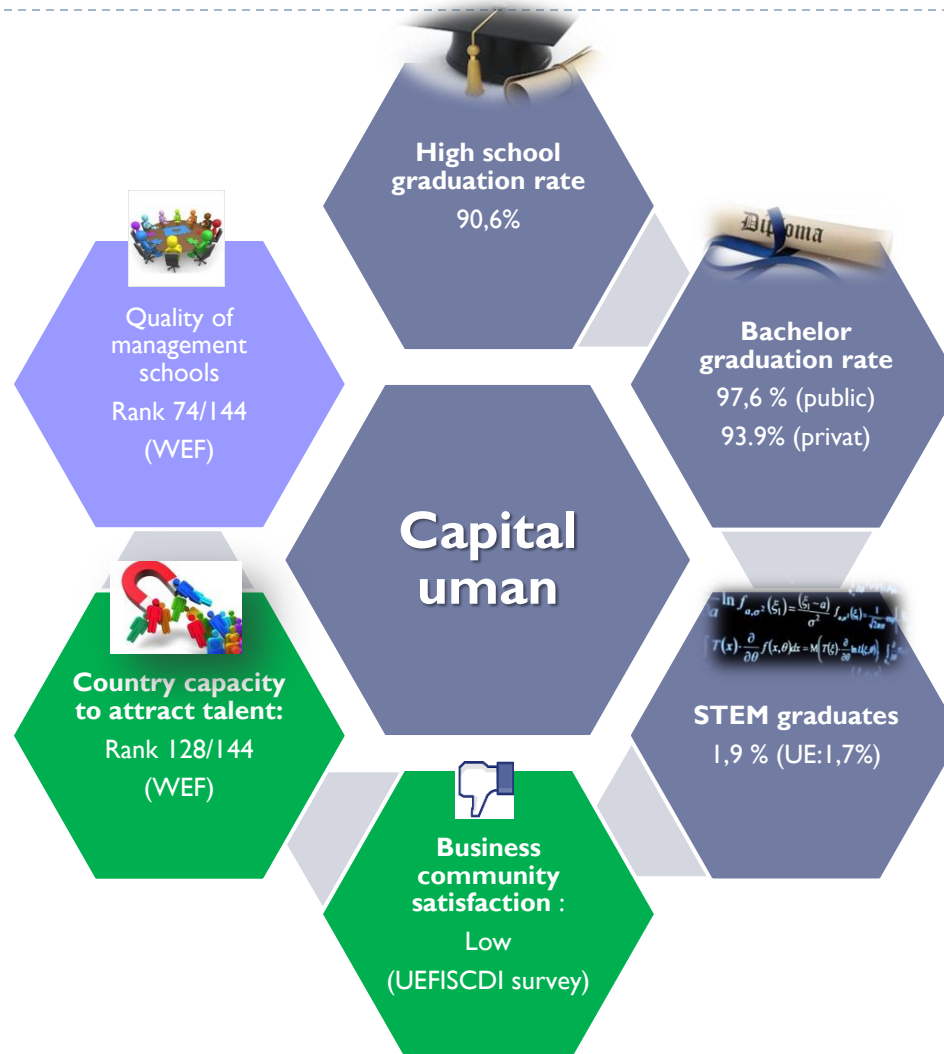 High school
graduation rate
90,6%
Diploma
Bachelor
graduation rate
97,6 % (public)
93.9% (privat)
STEM graduates
1,9 % (UE:1,7%)
Business
community
satisfaction :
Low
(UEFISCDI survey)
Country capacity
to attract talent:
Rank 128/144
(WEF)
Quality of
management
schools
Rank 74/144
(WEF)
Capital
uman